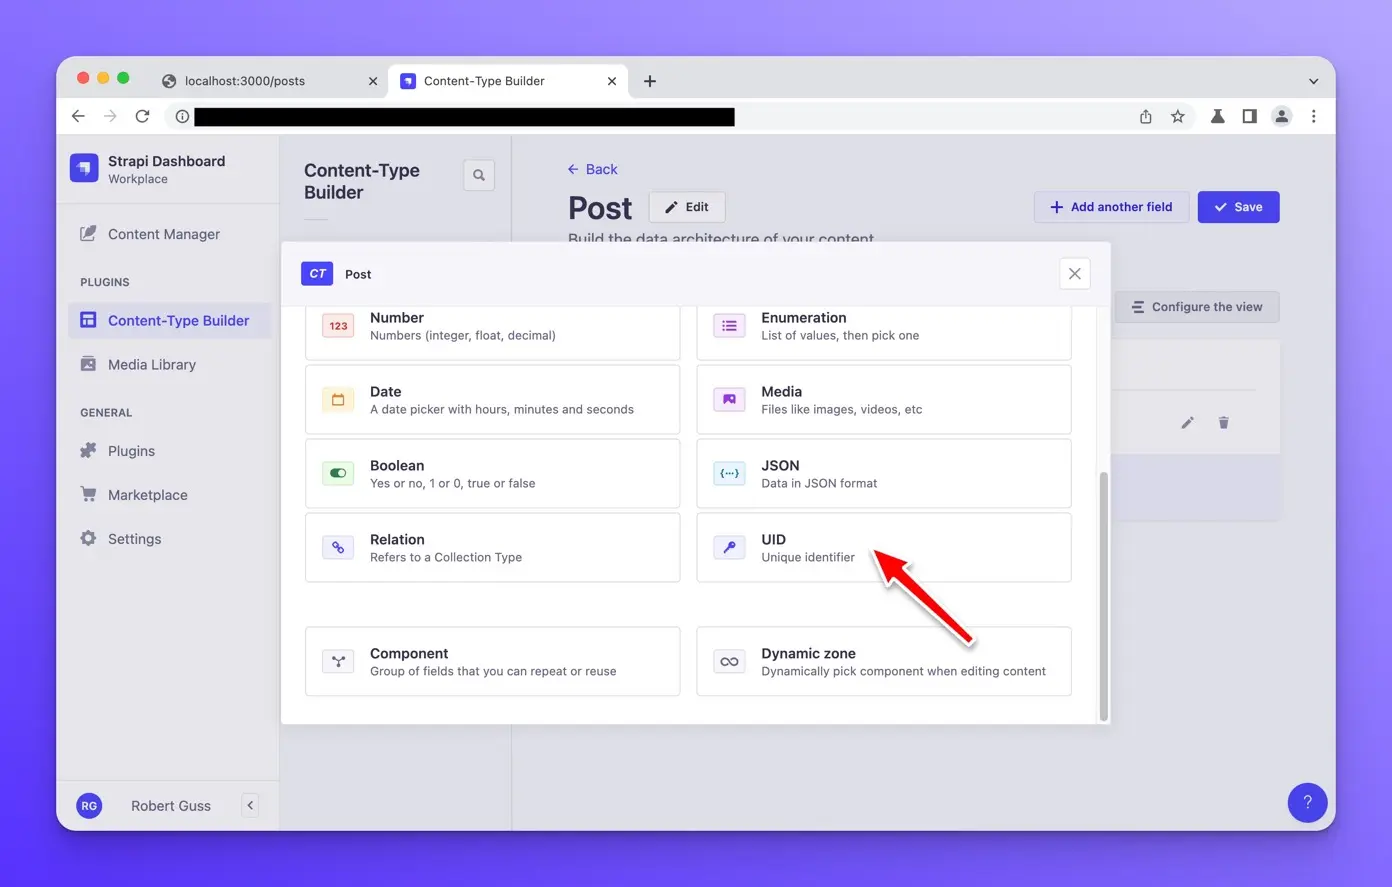 localhost:3000/posts
Content-Type Builder
Strapi Dashboard
Workplace
Content Manager
PLUGINS
Content-Type Builder
Media Library
GENERAL
Plugins
Marketplace
Settings
RG
Robert Guss
Content-Type
Builder
Back
Post
Edit
Add another field
Save
Build the data architecture of your content
Configure the view
CT
Post
123
Number
Numbers (integer, float, decimal)
Enumeration
List of values, then pick one
Date
A date picker with hours, minutes and seconds
Media
Files like images, videos, etc
Boolean
Yes or no, 1 or 0, true or false
JSON
Data in JSON format
Relation
Refers to a Collection Type
UID
Unique identifier
Component
Group of fields that you can repeat or reuse
Dynamic zone
Dynamically pick component when editing content
?